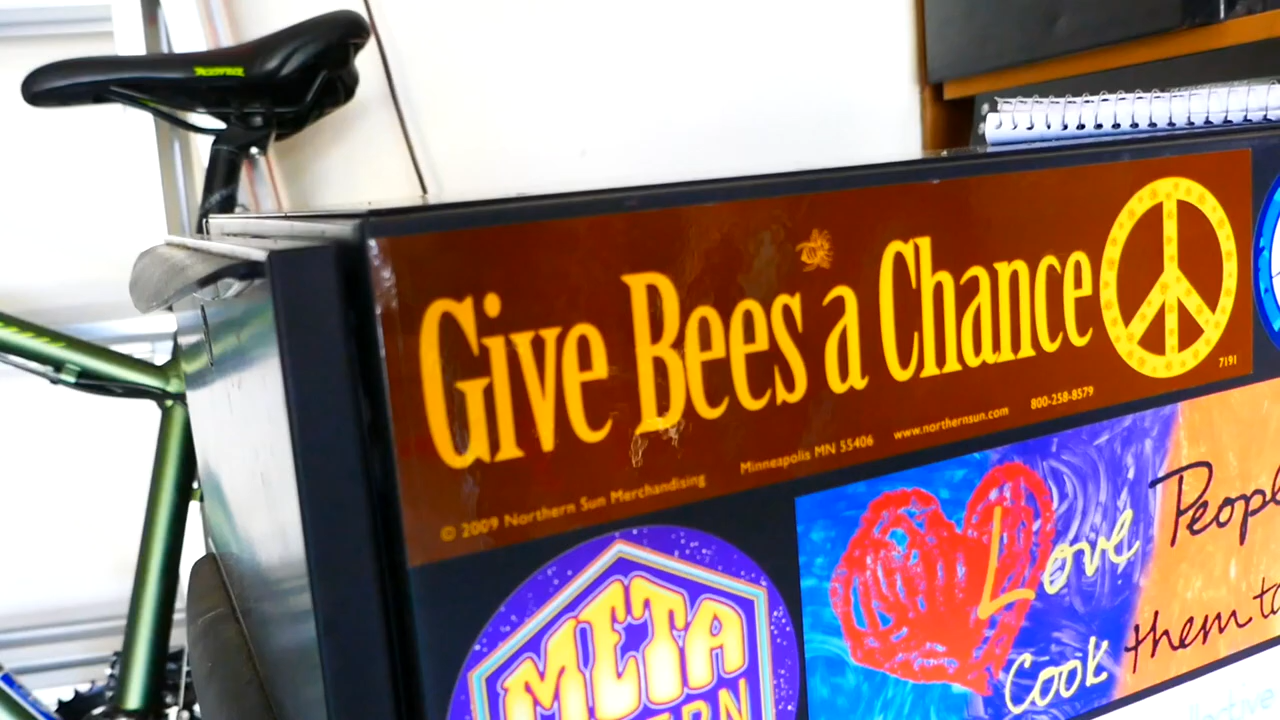 Give Bees a Chance
7191
© 2009 Northern Sun Merchandising Minneapolis MN 55406 www.northernsun.com 800-258-8579
META
Love
Cook them